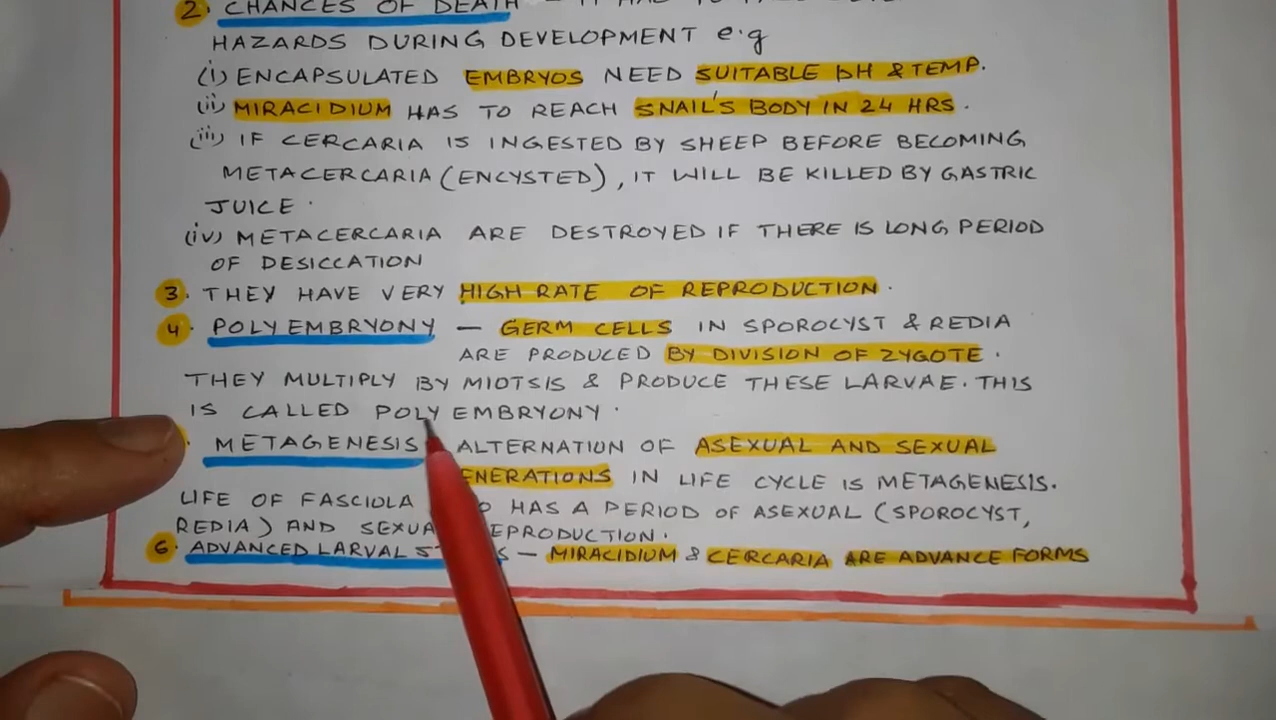 2. CHANCES OF DEATH -
HAZARDS DURING DEVELOPMENT e.g
(i) ENCAPSULATED EMBRYOS NEED SUITABLE pH & TEMP.
(ii) MIRACIDIUM HAS TO REACH SNAIL'S BODY IN 24 HRS.
(iii) IF CERCARIA IS INGESTED BY SHEEP BEFORE BECOMING
METACERCARIA (ENCYSTED), IT WILL BE KILLED BY GASTRIC
JUICE.
(iv) METACERCARIA ARE DESTROYED IF THERE IS LONG PERIOD
OF DESICCATION
3. THEY HAVE VERY HIGH RATE OF REPRODUCTION.
4. POLYEMBRYONY - GERM CELLS IN SPOROCYST & REDIA
ARE PRODUCED BY DIVISION OF ZYGOTE.
THEY MULTIPLY BY MIOTSIS & PRODUCE THESE LARVAE. THIS
IS CALLED POLYEMBRYONY.
METAGENESIS ALTERNATION OF ASEXUAL AND SEXUAL
IN LIFE CYCLE IS METAGENESIS.
LIFE OF FASCIOLA HAS A PERIOD OF ASEXUAL (SPOROCYST,
REDIA) AND
6. ADVANCED LARVAL - MIRACIDIUM & CERCARIA ARE ADVANCE FORMS